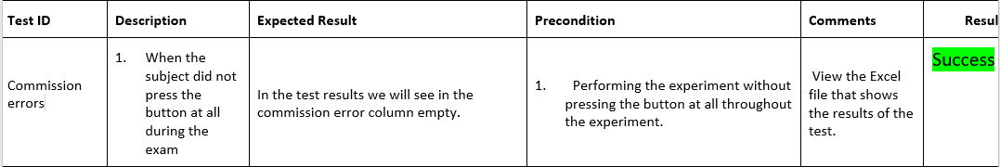 Test ID
Description
Expected Result
Precondition
Comments
Resul
Commission
errors
1. When the
subject did not
press the
button at all
during the
exam
In the test results we will see in the
commission error column empty.
1. Performing the experiment without
pressing the button at all throughout
the experiment.
View the Excel
file that shows
the results of the
test.
Success